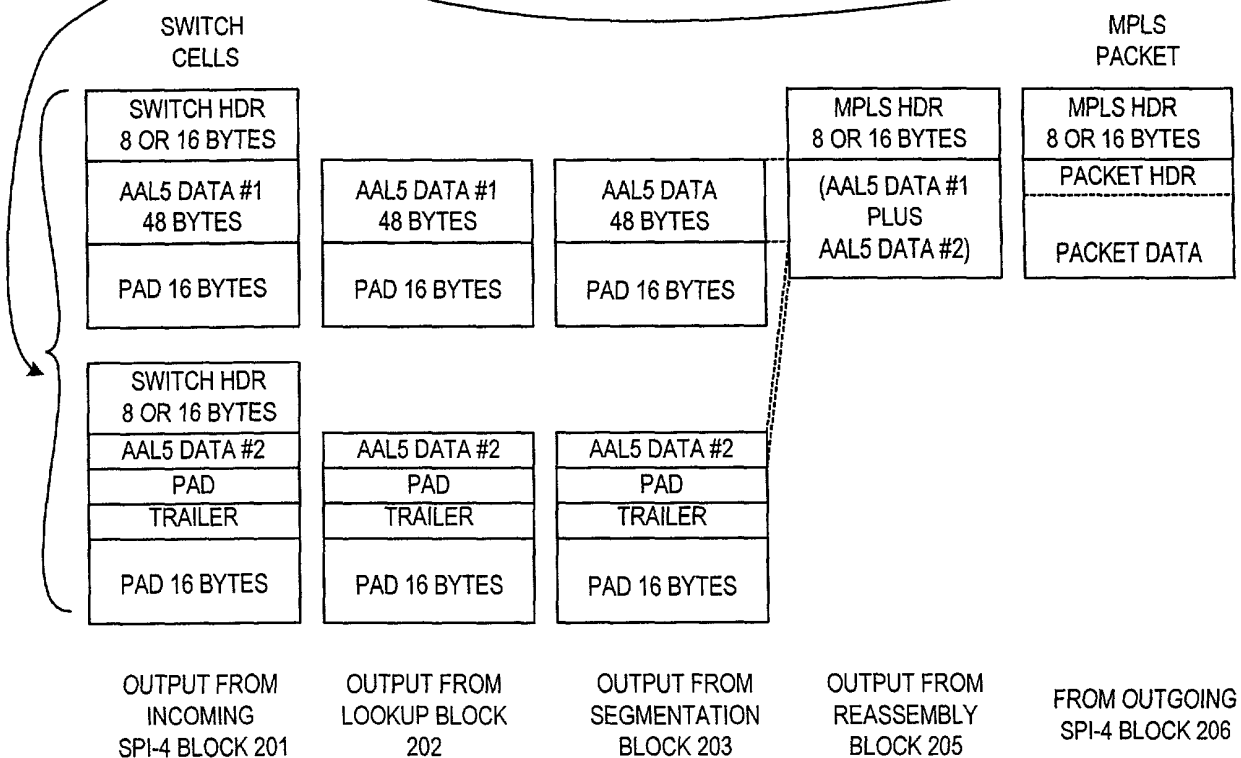 SWITCH
CELLS
MPLS
PACKET
SWITCH HDR
8 OR 16 BYTES
AAL5 DATA #1
48 BYTES
PAD 16 BYTES
SWITCH HDR
8 OR 16 BYTES
AAL5 DATA #2
PAD
TRAILER
PAD 16 BYTES
OUTPUT FROM
INCOMING
SPI-4 BLOCK 201
AAL5 DATA #1
48 BYTES
PAD 16 BYTES
AAL5 DATA #2
PAD
TRAILER
PAD 16 BYTES
OUTPUT FROM
LOOKUP BLOCK
202
AAL5 DATA
48 BYTES
PAD 16 BYTES
AAL5 DATA #2
PAD
TRAILER
PAD 16 BYTES
OUTPUT FROM
SEGMENTATION
BLOCK 203
MPLS HDR
8 OR 16 BYTES
(AAL5 DATA #1
PLUS
AAL5 DATA #2)
OUTPUT FROM
REASSEMBLY
BLOCK 205
MPLS HDR
8 OR 16 BYTES
PACKET HDR
PACKET DATA
FROM OUTGOING
SPI-4 BLOCK 206